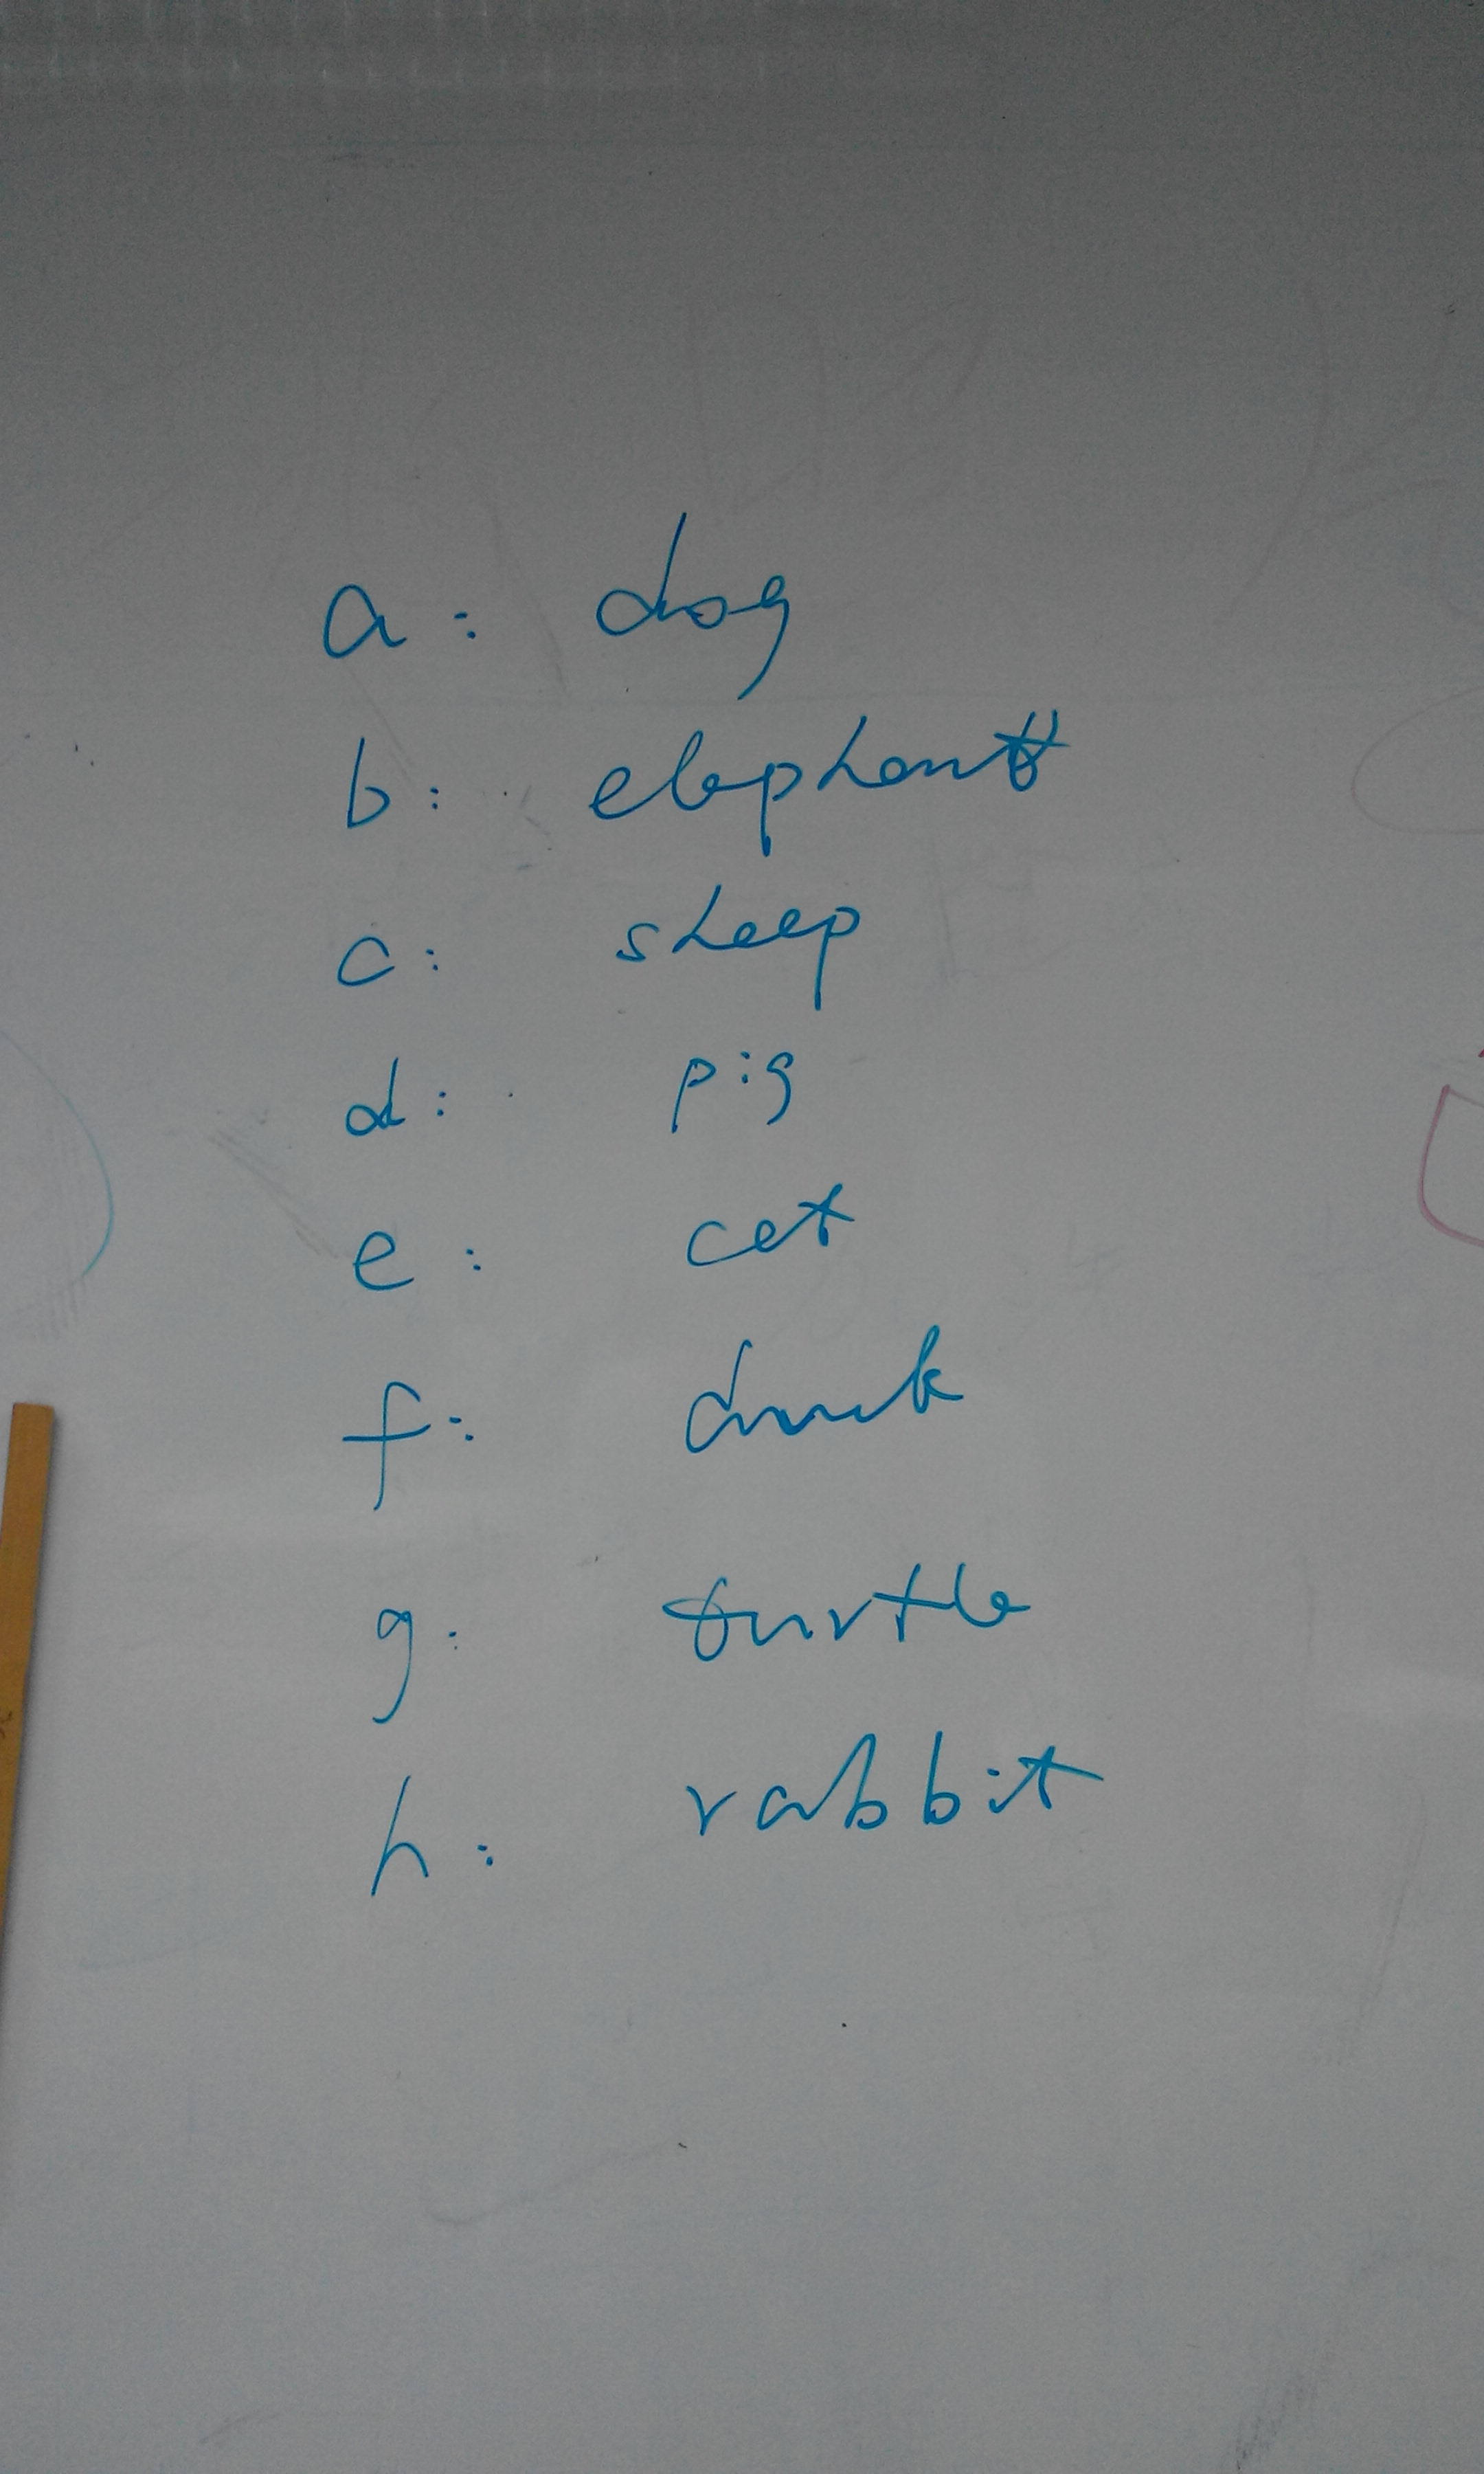 a: dog
b: elephant
c: sheep
d: pig
e: cat
f: duck
g: turtle
h: rabbit